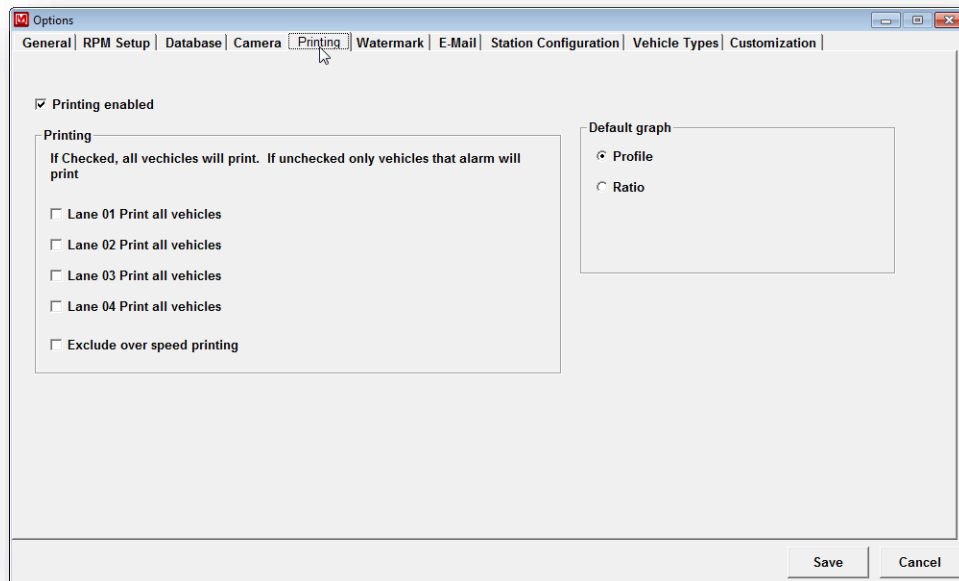 M Options
General RPM Setup Database Camera Printing Watermark E-Mail Station Configuration Vehicle Types Customization
Printing enabled
Printing
If Checked, all vechicles will print. If unchecked only vehicles that alarm will
print
Lane 01 Print all vehicles
Lane 02 Print all vehicles
Lane 03 Print all vehicles
Lane 04 Print all vehicles
Exclude over speed printing
Default graph
Profile
Ratio
Save Cancel